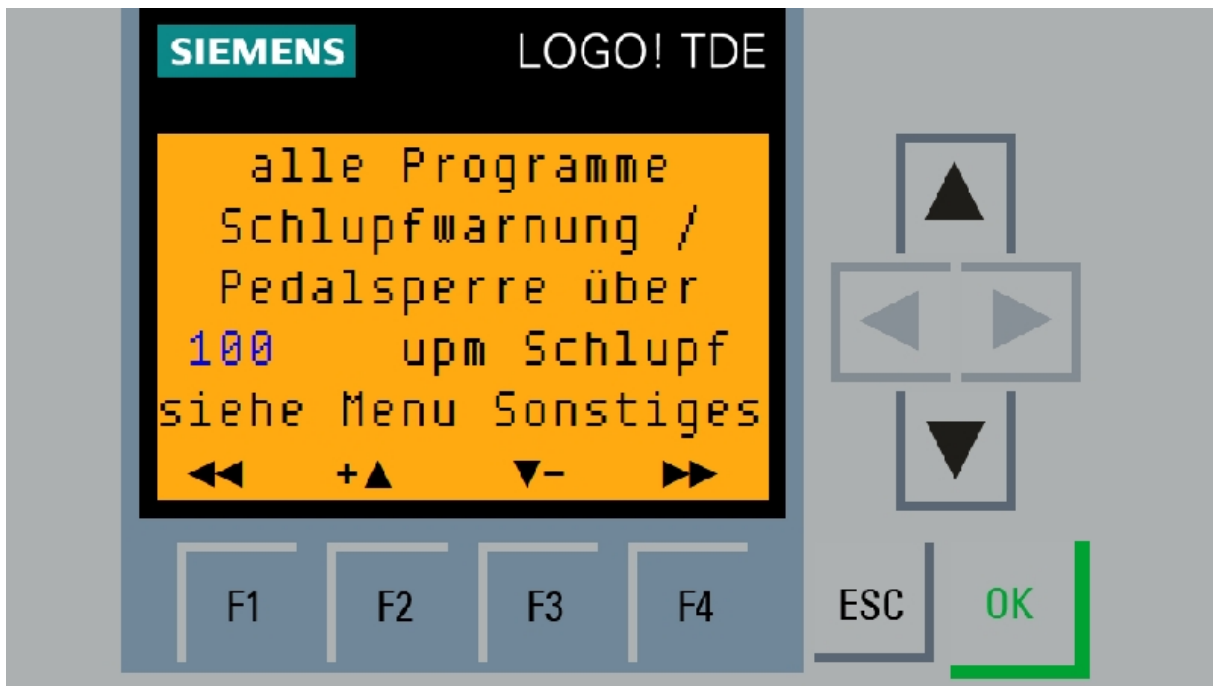 SIEMENS LOGO! TDE
alle Programme
Schlupfwarnung /
Pedalsperre über
100 upm Schlupf
siehe Menu Sonstiges
◀◀ +▲ ▼− ▶▶
F1 F2 F3 F4 ESC OK